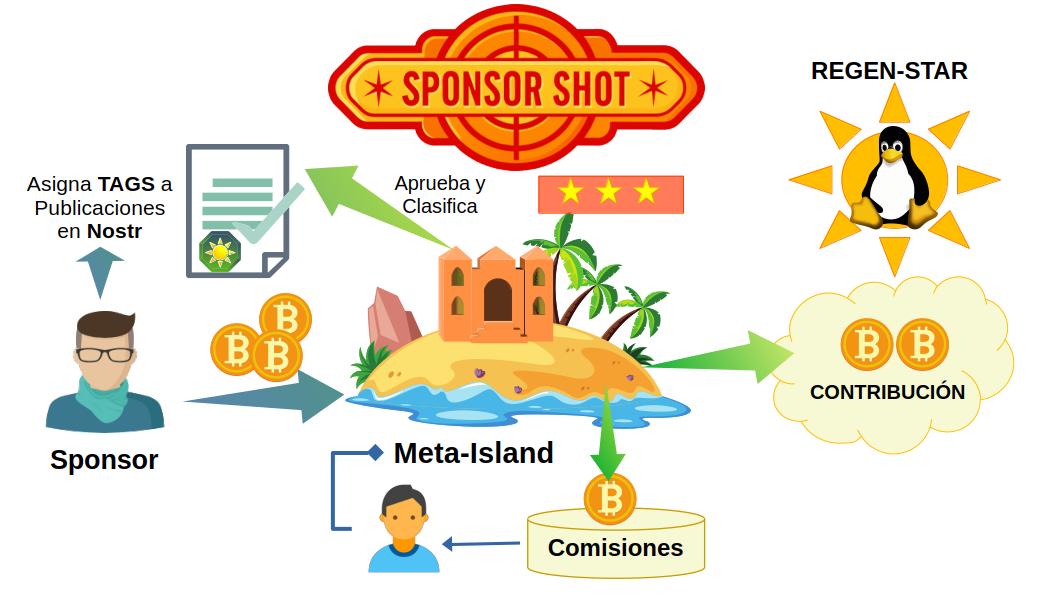 SPONSOR SHOT
REGEN-STAR
Asigna TAGS a
Publicaciones
en Nostr
Aprueba y
Clasifica
CONTRIBUCIÓN
Sponsor
Meta-Island
Comisiones